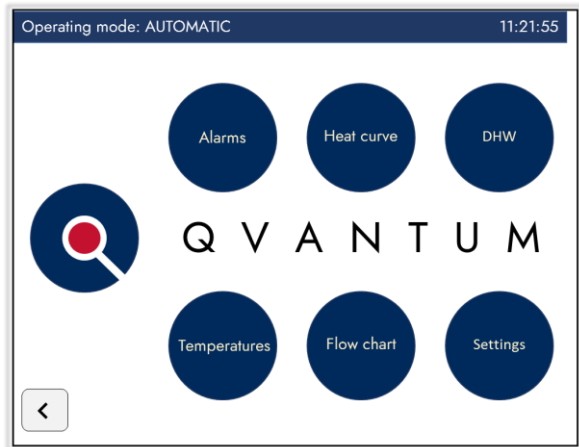 Operating mode: AUTOMATIC 11:21:55
Alarms Heat curve DHW
QVANTUM
Temperatures Flow chart Settings